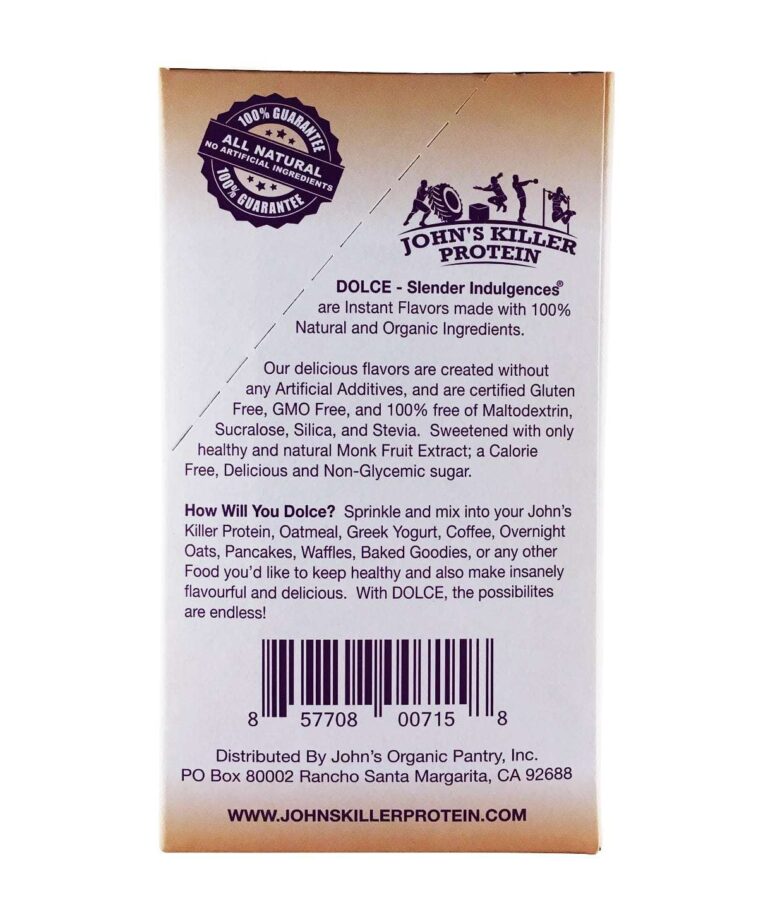 100% GUARANTEE
ALL NATURAL
NO ARTIFICIAL INGREDIENTS
100% GUARANTEE
JOHN'S KILLER
PROTEIN
DOLCE - Slender Indulgences®
are Instant Flavors made with 100%
Natural and Organic Ingredients.
Our delicious flavors are created without
any Artificial Additives, and are certified Gluten
Free, GMO Free, and 100% free of Maltodextrin,
Sucralose, Silica, and Stevia. Sweetened with only
healthy and natural Monk Fruit Extract; a Calorie
Free, Delicious and Non-Glycemic sugar.
How Will You Dolce? Sprinkle and mix into your John's
Killer Protein, Oatmeal, Greek Yogurt, Coffee, Overnight
Oats, Pancakes, Waffles, Baked Goodies, or any other
Food you'd like to keep healthy and also make insanely
flavourful and delicious. With DOLCE, the possibilites
are endless!
8 57708 00715 8
Distributed By John's Organic Pantry, Inc.
PO Box 80002 Rancho Santa Margarita, CA 92688
WWW.JOHNSKILLERPROTEIN.COM